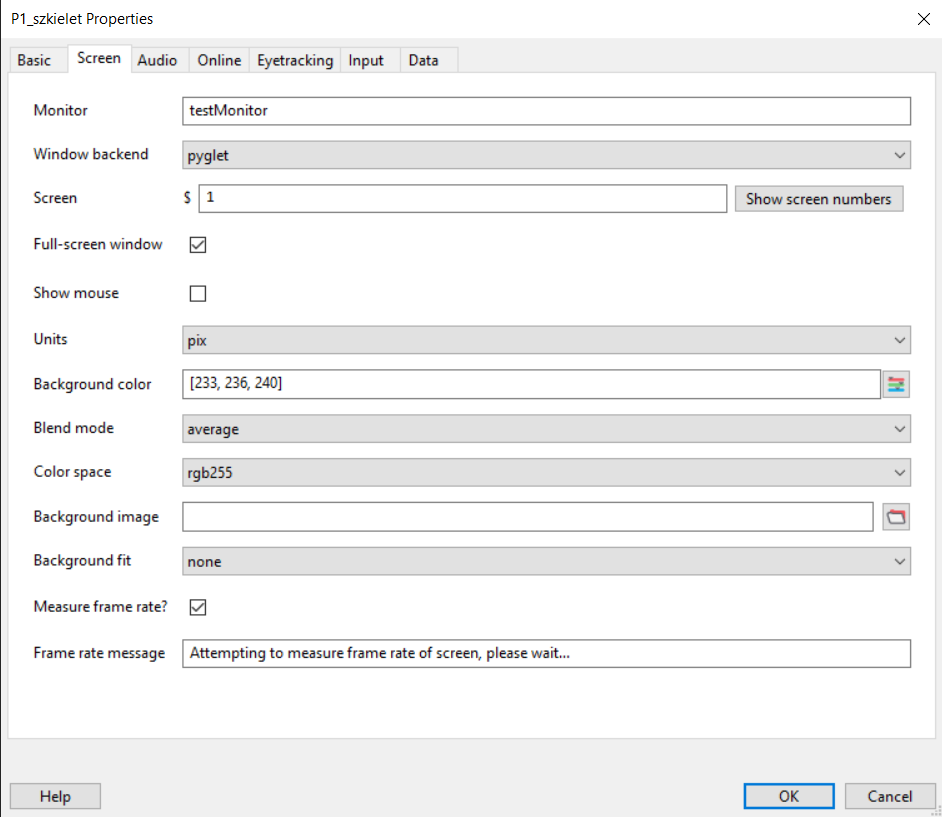 P1_szkielet Properties
Basic Screen Audio Online Eyetracking Input Data
Monitor testMonitor
Window backend pyglet
Screen $ 1 Show screen numbers
Full-screen window
Show mouse
Units pix
Background color [233, 236, 240]
Blend mode average
Color space rgb255
Background image
Background fit none
Measure frame rate?
Frame rate message Attempting to measure frame rate of screen, please wait...
Help OK Cancel